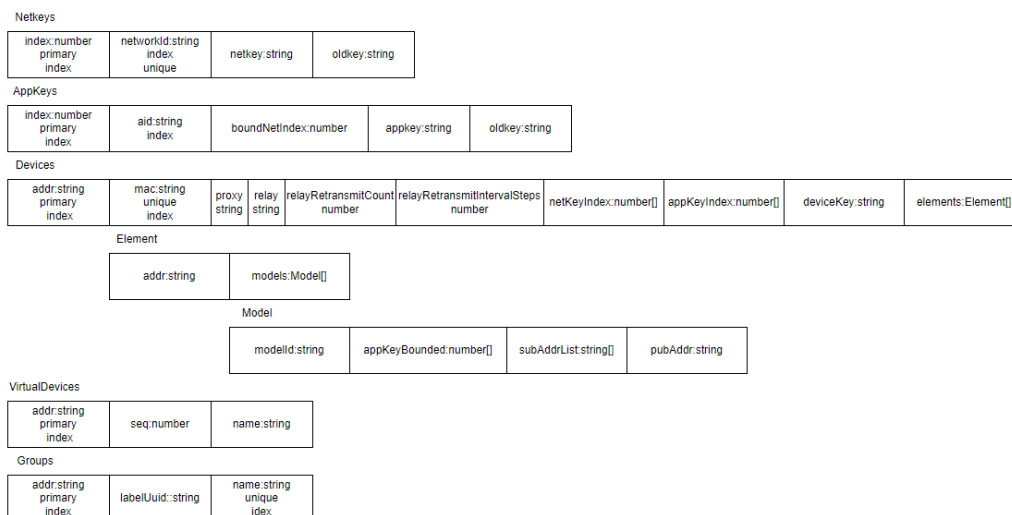 Netkeys
index:number
primary
index
networkId:string
index
unique
netkey:string
oldkey:string
AppKeys
index:number
primary
index
aid:string
index
boundNetIndex:number
appkey:string
oldkey:string
Devices
addr:string
primary
index
mac:string
unique
index
proxy
string
relay
string
relayRetransmitCount
number
relayRetransmitIntervalSteps
number
netKeyIndex:number[]
appKeyIndex:number[]
deviceKey:string
elements:Element[]
Element
addr:string
models:Model[]
Model
modelId:string
appKeyBounded:number[]
subAddrList:string[]
pubAddr:string
VirtualDevices
addr:string
primary
index
seq:number
name:string
Groups
addr:string
primary
index
labelUuid::string
name:string
unique
idex